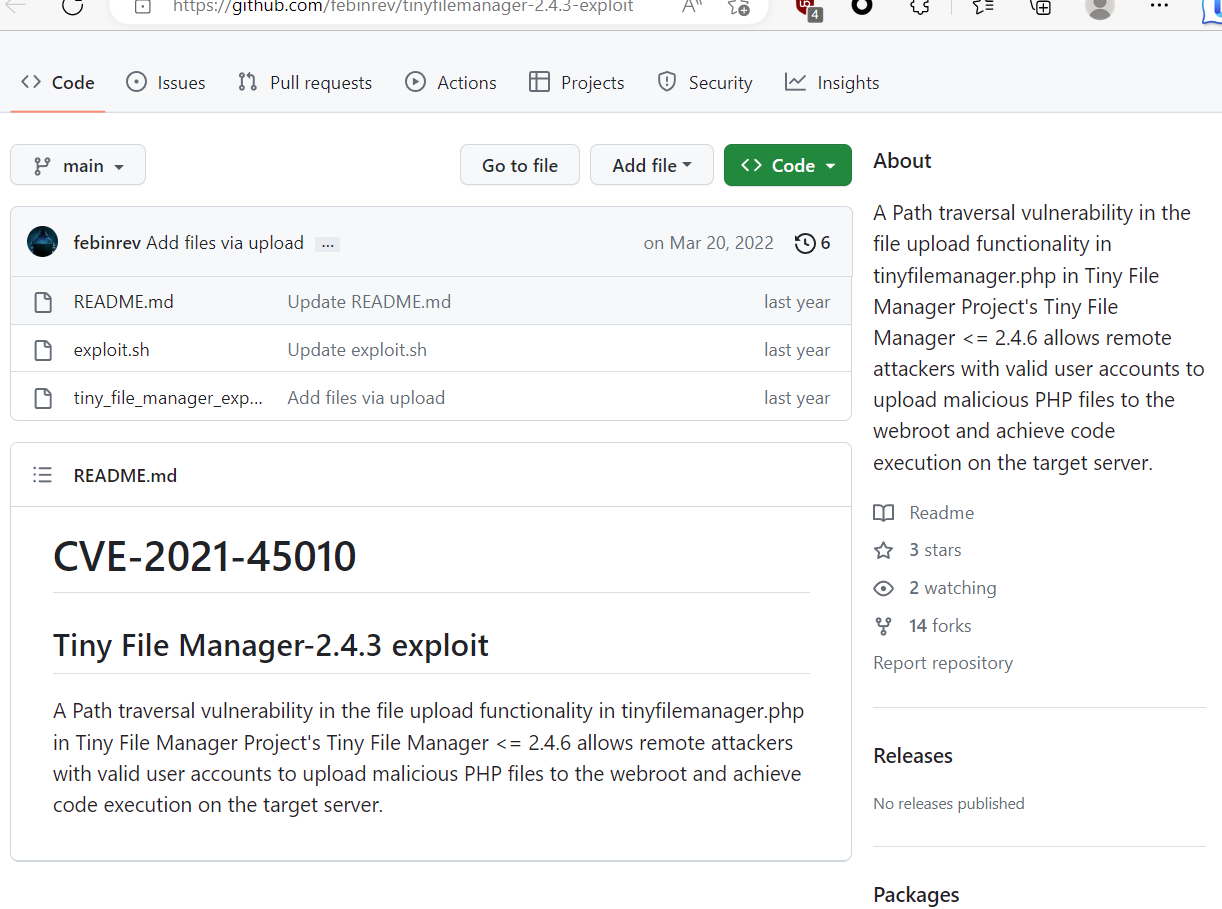 https://github.com/febinrev/tinyfilemanager-2.4.3-exploit
4
Code
Issues
Pull requests
Actions
Projects
Security
Insights
main
Go to file
Add file
Code
febinrev Add files via upload ...
on Mar 20, 2022
6
README.md
Update README.md
last year
exploit.sh
Update exploit.sh
last year
tiny_file_manager_exp...
Add files via upload
last year
README.md
CVE-2021-45010
Tiny File Manager-2.4.3 exploit
A Path traversal vulnerability in the file upload functionality in tinyfilemanager.php
in Tiny File Manager Project's Tiny File Manager <= 2.4.6 allows remote attackers
with valid user accounts to upload malicious PHP files to the webroot and achieve
code execution on the target server.
About
A Path traversal vulnerability in the
file upload functionality in
tinyfilemanager.php in Tiny File
Manager Project's Tiny File
Manager <= 2.4.6 allows remote
attackers with valid user accounts to
upload malicious PHP files to the
webroot and achieve code
execution on the target server.
Readme
3 stars
2 watching
14 forks
Report repository
Releases
No releases published
Packages